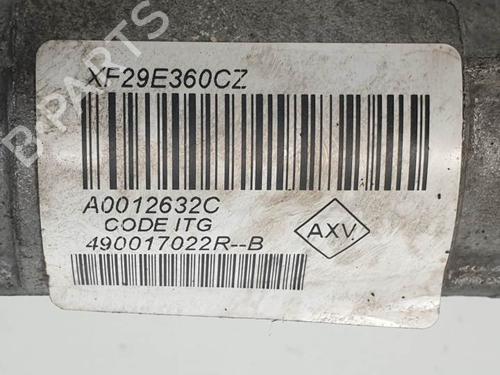 XF29E360CZ
A0012632C
CODE ITG
490017022R--B
AXV
B-PARTS